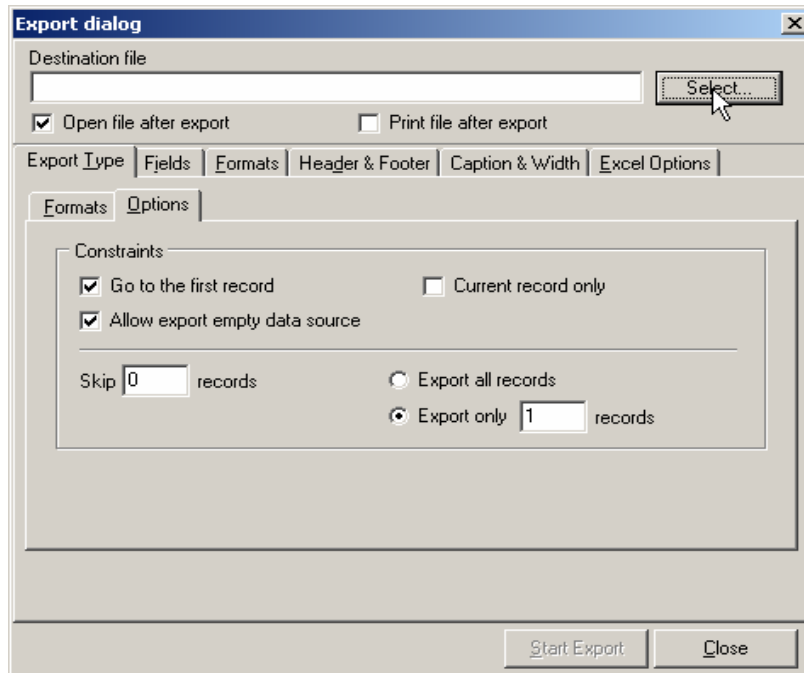 Export dialog
Destination file
Select...
Open file after export Print file after export
Export Type Fields Formats Header & Footer Caption & Width Excel Options
Formats Options
Constraints
Go to the first record Current record only
Allow export empty data source
Skip 0 records Export all records
Export only 1 records
Start Export Close